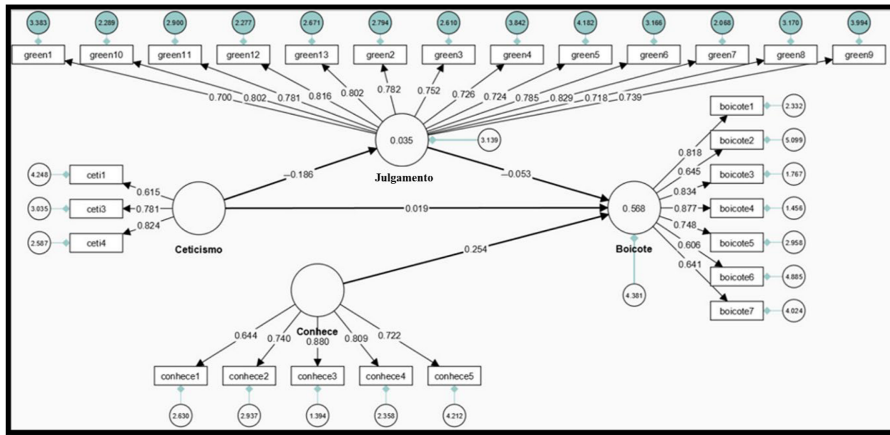 3.383 2.289 2.900 2.277 2.671 2.794 2.610 3.842 4.182 3.166 2.068 3.170 3.994
green1 green10 green11 green12 green13 green2 green3 green4 green5 green6 green7 green8 green9
0.700 0.802 0.781 0.816 0.802 0.782 0.752 0.726 0.724 0.785 0.829 0.718 0.739
0.035 3.139
Julgamento
–0.186 –0.053
4.248 ceti1
0.615
3.035 ceti3 0.781
0.824
2.587 ceti4
Ceticismo
0.019
0.254
0.568
Boicote
4.381
boicote1 2.332
0.818
boicote2 5.099
0.645
boicote3 1.767
0.834
boicote4 1.456
0.877
boicote5 2.958
0.748
boicote6 4.885
0.606
0.641
boicote7 4.024
Conhece
0.644 0.740 0.880 0.809 0.722
conhece1 conhece2 conhece3 conhece4 conhece5
2.630 2.937 1.394 2.358 4.212